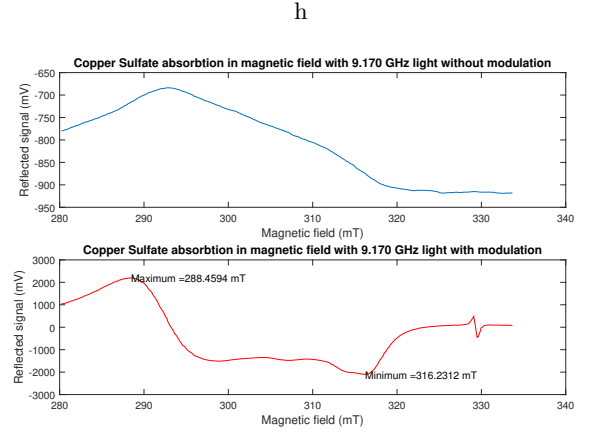 h
Copper Sulfate absorbtion in magnetic field with 9.170 GHz light without modulation
-650
-700
-750
-800
-850
-900
-950
Reflected signal (mV)
280 290 300 310 320 330 340
Magnetic field (mT)
Copper Sulfate absorbtion in magnetic field with 9.170 GHz light with modulation
3000
2000
1000
0
-1000
-2000
-3000
Reflected signal (mV)
Maximum =288.4594 mT
Minimum =316.2312 mT
280 290 300 310 320 330 340
Magnetic field (mT)